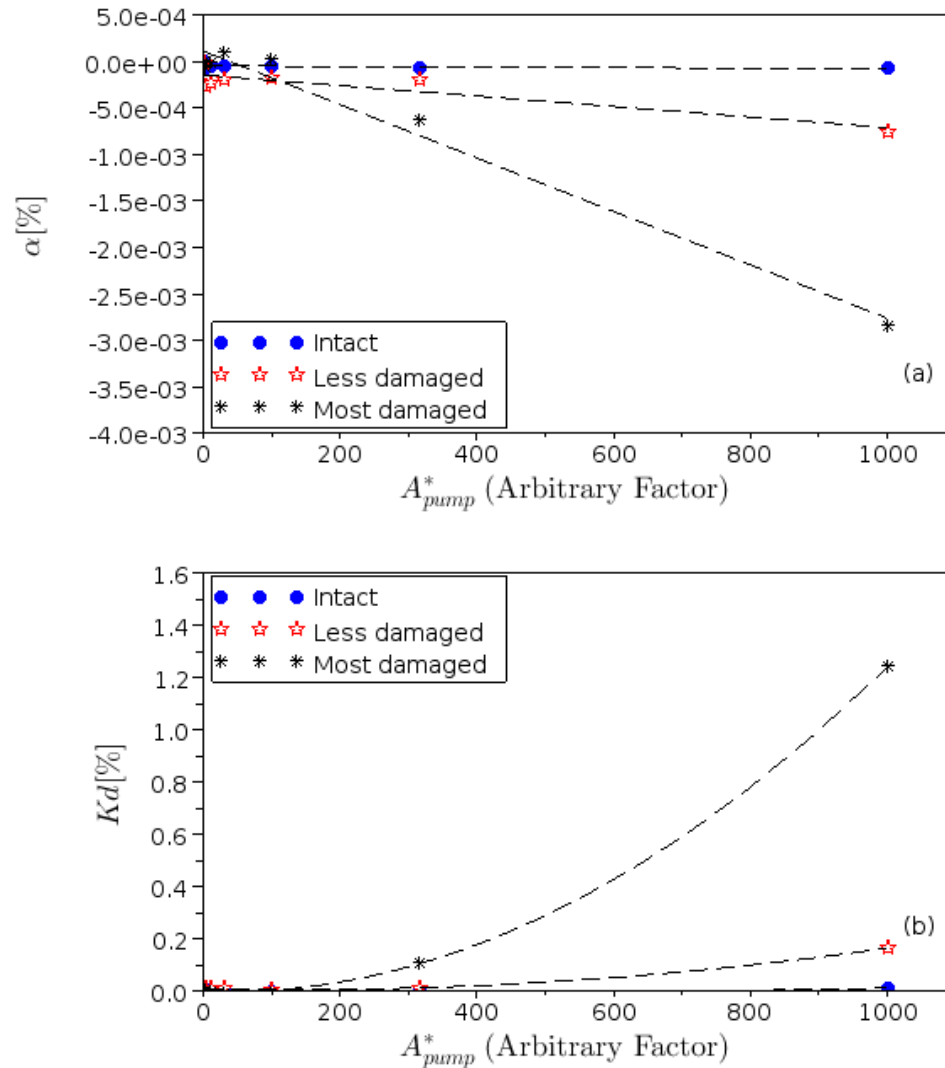 5.0e-04
0.0e+00
-5.0e-04
-1.0e-03
-1.5e-03
-2.0e-03
-2.5e-03
-3.0e-03
-3.5e-03
-4.0e-03
α[%]
Intact
Less damaged
Most damaged
(a)
0 200 400 600 800 1000
A*pump (Arbitrary Factor)
1.6
1.4
1.2
1.0
0.8
0.6
0.4
0.2
0.0
Kd[%]
Intact
Less damaged
Most damaged
(b)
0 200 400 600 800 1000
A*pump (Arbitrary Factor)